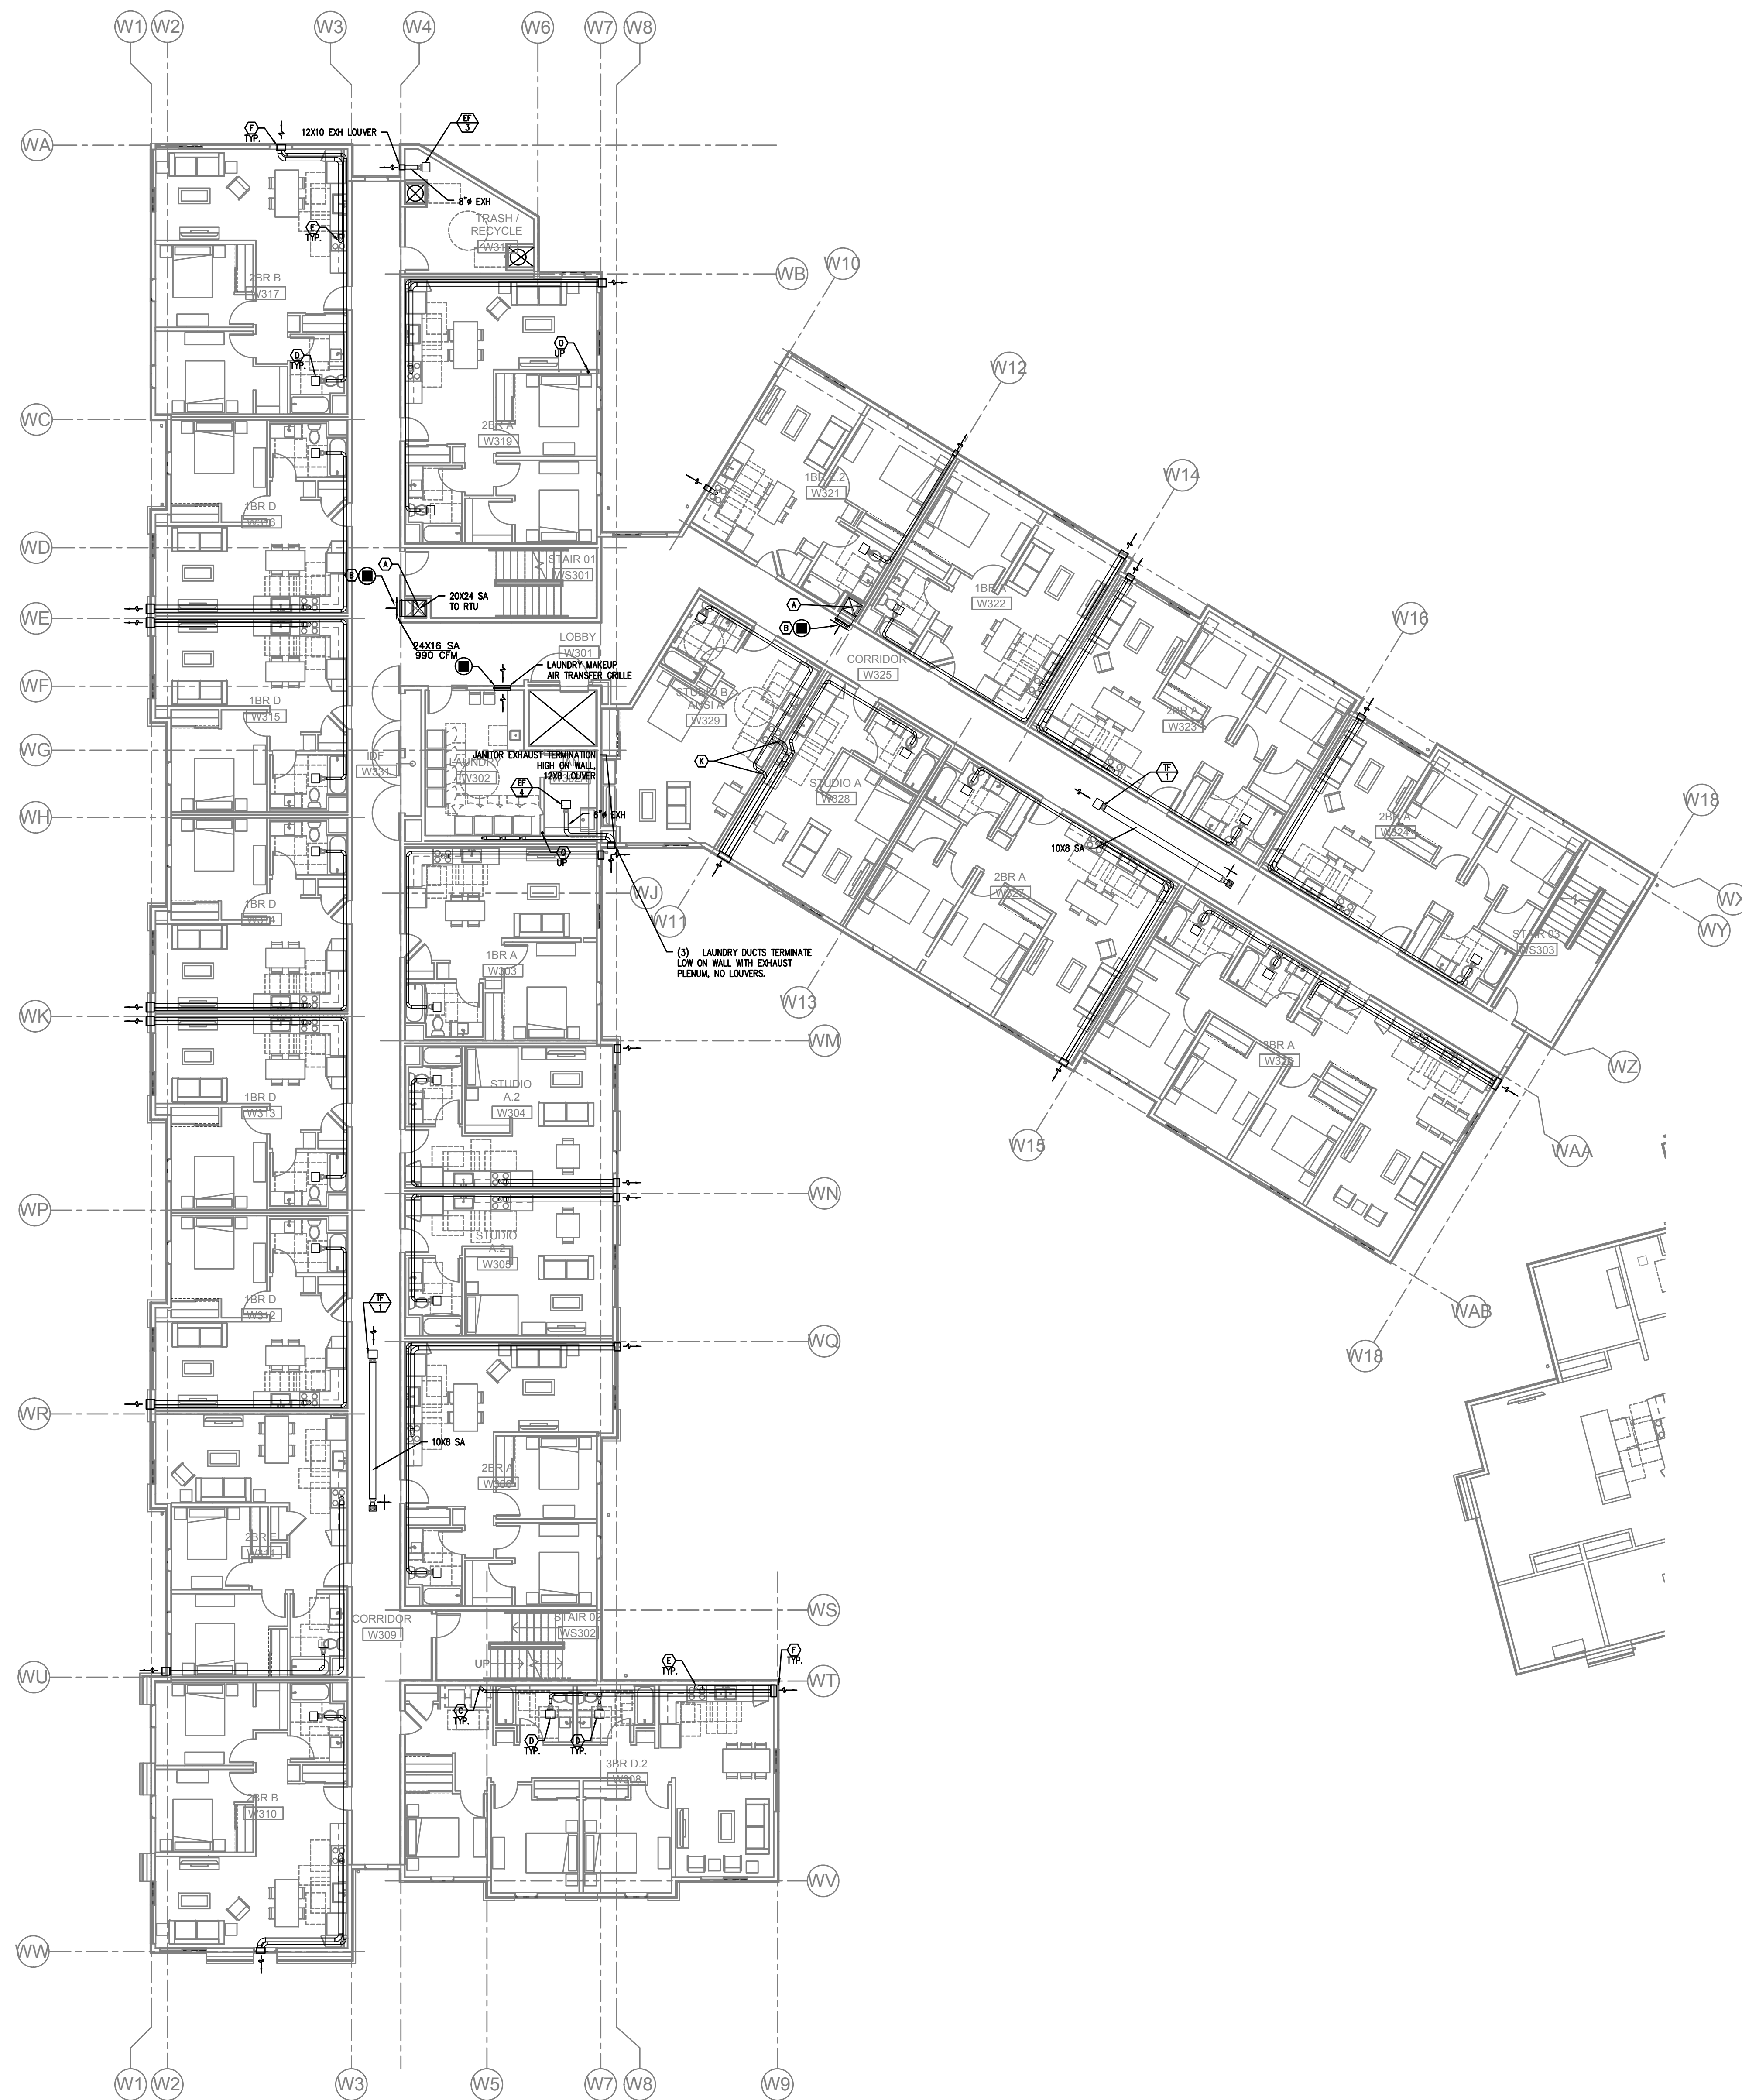 W1
W2
W3
W4
W6
W7
W8
WA
F
TYP.
12X10 EXH LOUVER
EF
3
8"ø EXH
TRASH /
RECYCLE
E
TYP.
2BR B
W317
WB
W10
D
TYP.
O
UP
W12
WC
2BR A
W319
W14
1BR E.2
W321
1BR D
WD
STAIR 01
WS301
A
B
20X24 SA
TO RTU
1BR A
W322
W16
WE
A
B
LOBBY
W301
24X16 SA
990 CFM
LAUNDRY MAKEUP
AIR TRANSFER GRILLE
CORRIDOR
W325
WF
1BR D
W315
STUDIO B
W329
2BR A
W323
WG
IDF
W331
JANITOR EXHAUST TERMINATION
HIGH ON WALL,
12X8 LOUVER
LAUNDRY
W302
K
TF
1
EF
4
STUDIO A
W328
W18
WH
6"ø EXH
2BR A
W324
10X8 SA
O
UP
WJ
2BR A
W11
WX
1BR D
W314
WY
STAIR 03
WS303
1BR A
W303
(3) LAUNDRY DUCTS TERMINATE
LOW ON WALL WITH EXHAUST
PLENUM, NO LOUVERS.
W13
WK
WM
WZ
STUDIO
A.2
W304
1BR D
W313
W15
WAA
WP
WN
STUDIO
A.2
W305
1BR D
W312
TF
1
WAB
WQ
W18
WR
10X8 SA
2BR A
CORRIDOR
W309
WS302
WS
UP
E
TYP.
F
TYP.
WU
WT
C
TYP.
D
TYP.
D
TYP.
3BR D.2
W308
2BR B
W310
WV
WW
W1
W2
W3
W5
W7
W8
W9